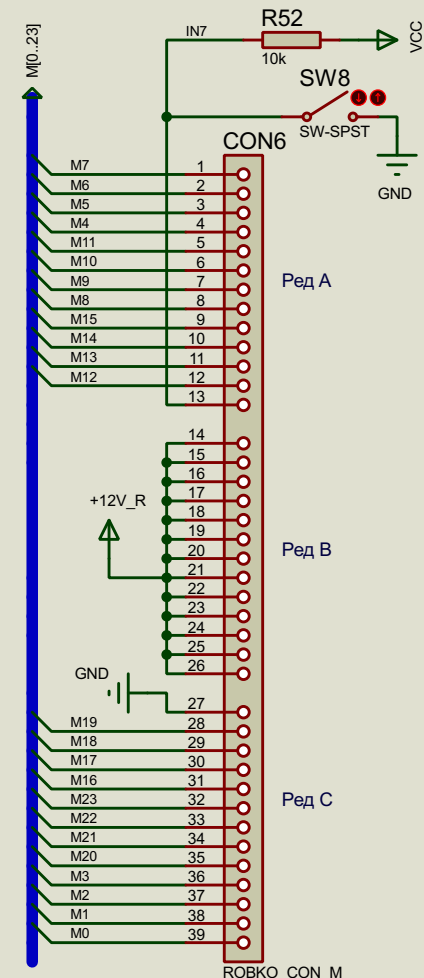 R52
IN7
10k
VCC
M[0..23]
SW8
SW-SPST
GND
CON6
M7 1
M6 2
M5 3
M4 4
M11 5
M10 6
M9 7
M8 8
M15 9
M14 10
M13 11
M12 12
13
Ред A
14
15
16
17
+12V_R
18
19
20
21
22
23
24
25
26
Ред B
GND
27
M19 28
M18 29
M17 30
M16 31
M23 32
M22 33
M21 34
M20 35
M3 36
M2 37
M1 38
M0 39
Ред C
ROBKO_CON_M